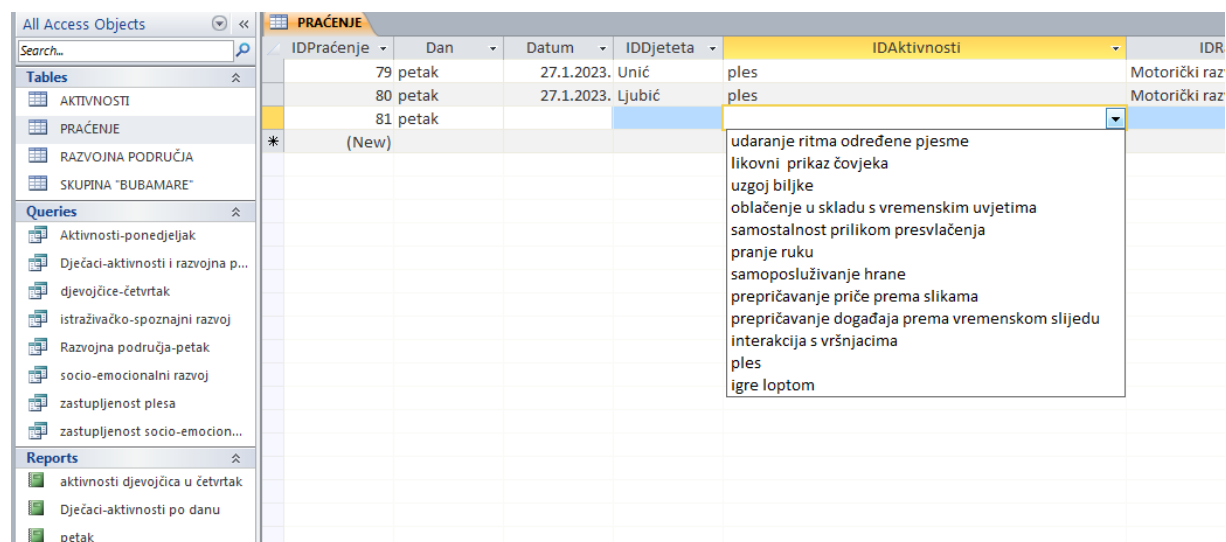 All Access Objects
Search...
Tables
AKTIVNOSTI
PRAĆENJE
RAZVOJNA PODRUČJA
SKUPINA "BUBAMARE"
Queries
Aktivnosti-ponedjeljak
Dječaci-aktivnosti i razvojna p...
djevojčice-četvrtak
istraživačko-spoznajni razvoj
Razvojna područja-petak
socio-emocionalni razvoj
zastupljenost plesa
zastupljenost socio-emocion...
Reports
aktivnosti djevojčica u četvrtak
Dječaci-aktivnosti po danu
petak
PRAĆENJE
IDPraćenje Dan Datum IDDjeteta IDAktivnosti IDR
79 petak 27.1.2023. Unić ples Motorički raz
80 petak 27.1.2023. Ljubić ples Motorički raz
81 petak
(New)
udaranje ritma određene pjesme
likovni  prikaz čovjeka
uzgoj biljke
oblačenje u skladu s vremenskim uvjetima
samostalnost prilikom presvlačenja
pranje ruku
samoposluživanje hrane
prepričavanje priče prema slikama
prepričavanje događaja prema vremenskom slijedu
interakcija s vršnjacima
ples
igre loptom